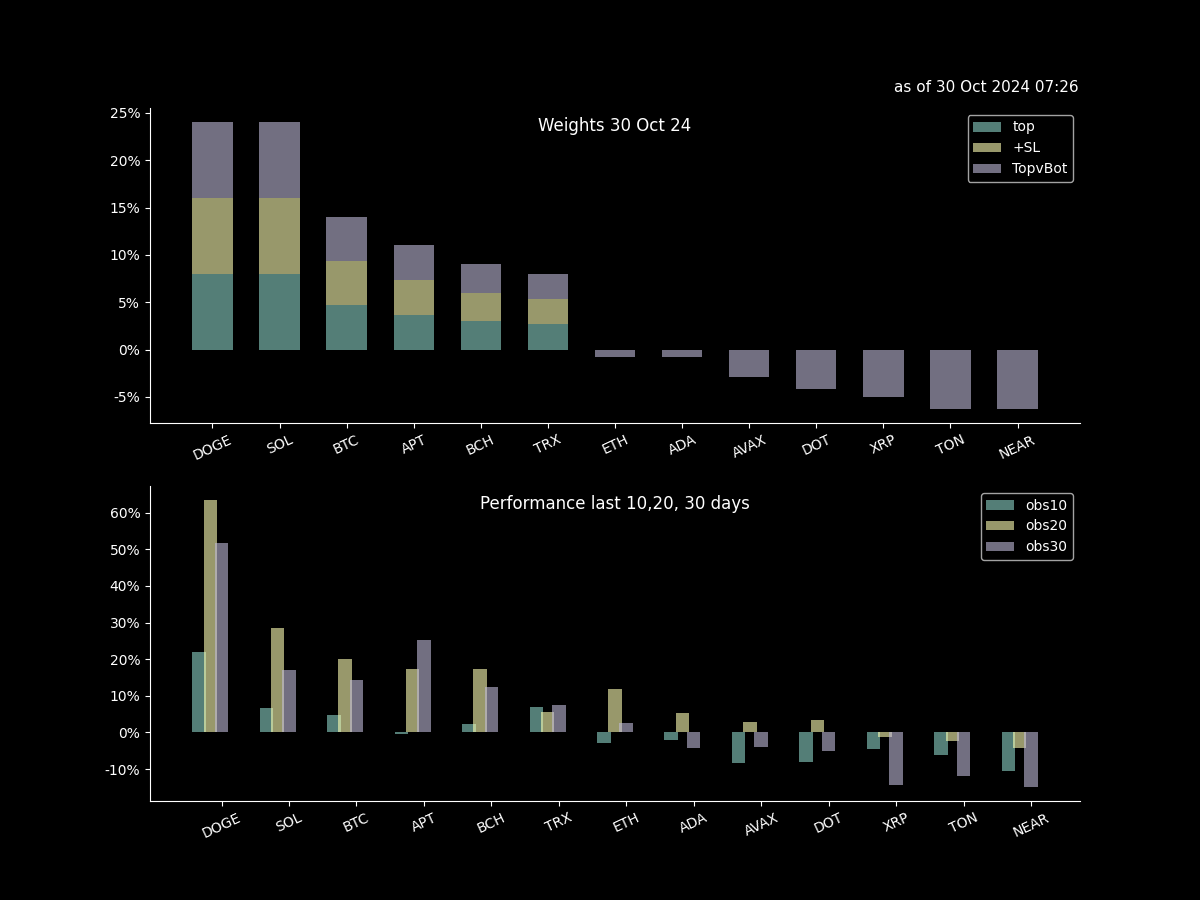 as of 30 Oct 2024 07:26
Weights 30 Oct 24
top
+SL
TopvBot
25%
20%
15%
10%
5%
0%
-5%
DOGE SOL BTC APT BCH TRX ETH ADA AVAX DOT XRP TON NEAR
Performance last 10,20, 30 days
obs10
obs20
obs30
60%
50%
40%
30%
20%
10%
0%
-10%
DOGE SOL BTC APT BCH TRX ETH ADA AVAX DOT XRP TON NEAR